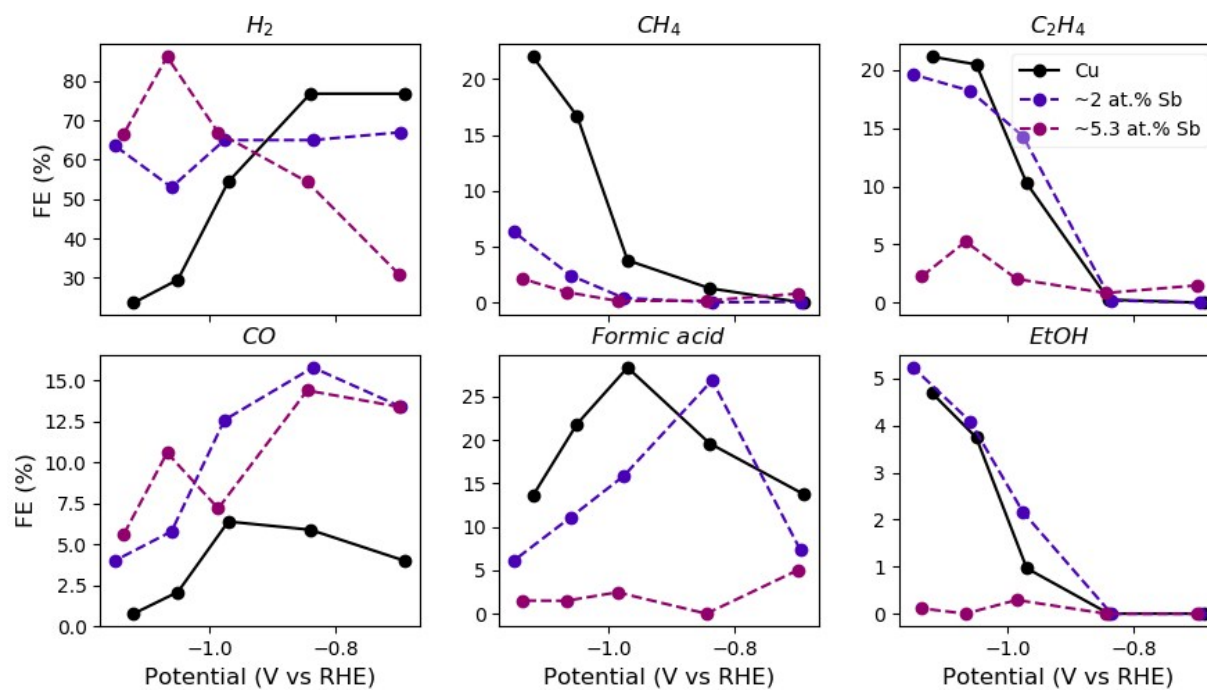 H₂
CH₄
C₂H₄
FE (%)
80
70
60
50
40
30
20
15
10
5
0
20
15
10
5
0
Cu
~2 at.% Sb
~5.3 at.% Sb
CO
Formic acid
EtOH
FE (%)
15.0
12.5
10.0
7.5
5.0
2.5
0.0
25
20
15
10
5
0
5
4
3
2
1
0
−1.0
−0.8
−1.0
−0.8
−1.0
−0.8
Potential (V vs RHE)
Potential (V vs RHE)
Potential (V vs RHE)